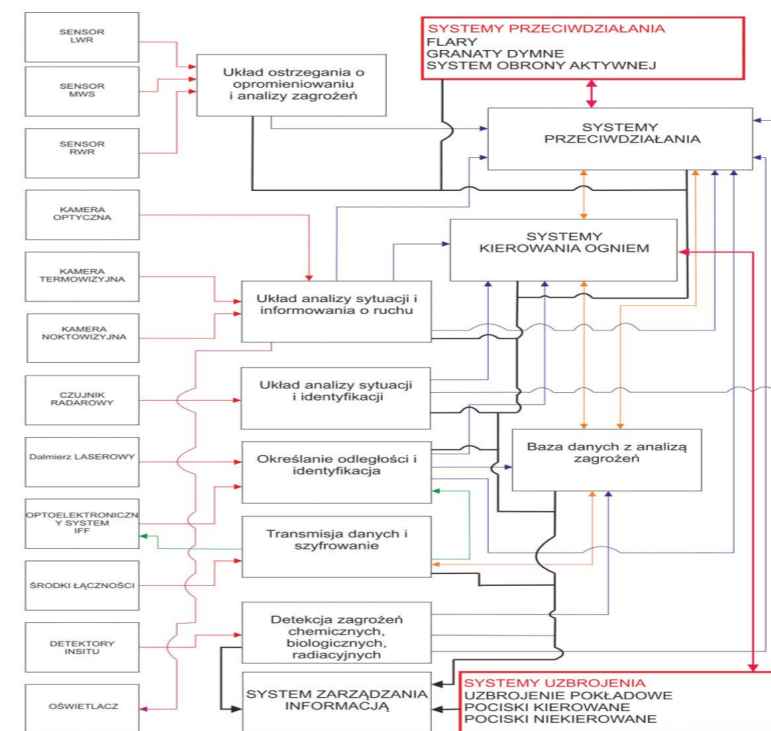 SENSOR
LWR
SENSOR
MWS
SENSOR
RWR
KAMERA
OPTYCZNA
KAMERA
TERMOWIZYJNA
KAMERA
NOKTOWIZYJNA
CZUJNIK
RADAROWY
Dalmierz LASEROWY
OPTOELEKTRONICZN
Y SYSTEM
IFF
ŚRODKI ŁĄCZNOŚCI
DETEKTORY
INSITU
OŚWIETLACZ
Układ ostrzegania o
opromieniowaniu
i analizy zagrożeń
Układ analizy sytuacji i
informowania o ruchu
Układ analizy sytuacji
i identyfikacji
Określanie odległości i
identyfikacja
Transmisja danych i
szyfrowanie
Detekcja zagrożeń
chemicznych,
biologicznych,
radiacyjnych
SYSTEM ZARZĄDZANIA
INFORMACJĄ
SYSTEMY PRZECIWDZIAŁANIA
FLARY
GRANATY DYMNE
SYSTEM OBRONY AKTYWNEJ
SYSTEMY
PRZECIWDZIAŁANIA
SYSTEMY
KIEROWANIA OGNIEM
Baza danych z analizą
zagrożeń
SYSTEMY UZBROJENIA
UZBROJENIE POKŁADOWE
POCISKI KIEROWANE
POCISKI NIEKIEROWANE